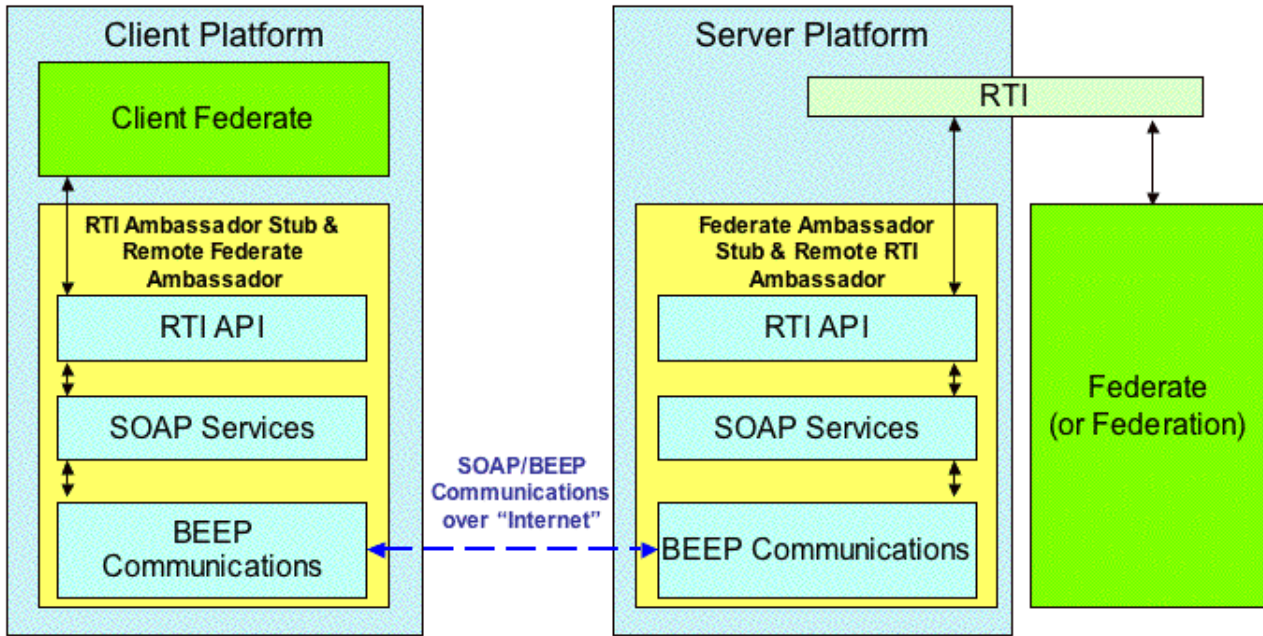 Client Platform
Client Federate
RTI Ambassador Stub &
Remote Federate
Ambassador
RTI API
SOAP Services
BEEP
Communications
SOAP/BEEP
Communications
over “Internet”
Server Platform
RTI
Federate Ambassador
Stub & Remote RTI
Ambassador
RTI API
SOAP Services
BEEP Communications
Federate
(or Federation)